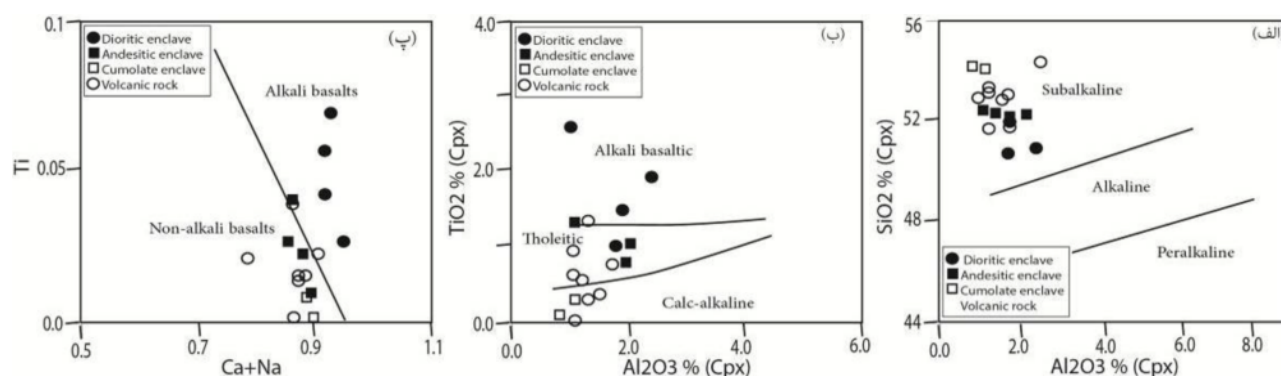 (پ)
0.1
Dioritic enclave
Andesitic enclave
Cumolate enclave
Volcanic rock
Alkali basalts
Ti
0.05
Non-alkali basalts
0.0
0.5
0.7
0.9
1.1
Ca+Na
(ب)
4.0
Dioritic enclave
Andesitic enclave
Cumolate enclave
Volcanic rock
TiO2 % (Cpx)
Alkali basaltic
2.0
Tholeitic
Calc-alkaline
0.0
0.0
2.0
4.0
6.0
Al2O3 % (Cpx)
(الف)
56
Subalkaline
52
SiO2 % (Cpx)
Alkaline
48
Peralkaline
Dioritic enclave
Andesitic enclave
Cumolate enclave
Volcanic rock
44
0.0
2.0
4.0
6.0
8.0
Al2O3 % (Cpx)